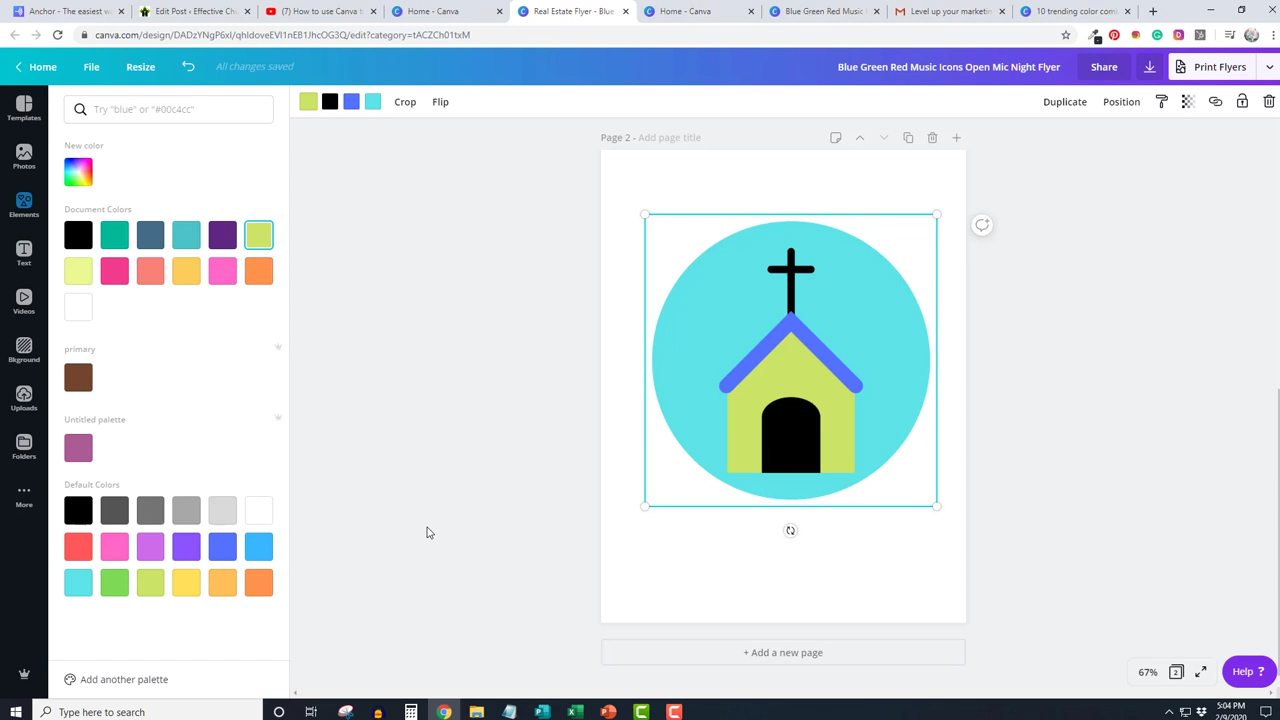 Anchor - The easiest w
Edit Post ‹ Effective Ch
(7) How to use Canva t
Home - Canva
Real Estate Flyer - Blue
Home - Canva
Blue Green Red Music I
Level up your marketin
10 trending color com
canva.com/design/DADzYNgP6xI/qhIdoveEVI1nEB1JhcOG3Q/edit?category=tACZCh01txM
Home
File
Resize
All changes saved
Blue Green Red Music Icons Open Mic Night Flyer
Share
Print Flyers
Templates
Photos
Elements
Text
Videos
Bkground
Uploads
Folders
More
Try "blue" or "#00c4cc"
New color
Document Colors
primary
Untitled palette
Default Colors
Add another palette
Crop
Flip
Duplicate
Position
Page 2 - Add page title
+ Add a new page
67%
2
Help ?
Type here to search
5:04 PM
2/9/2020